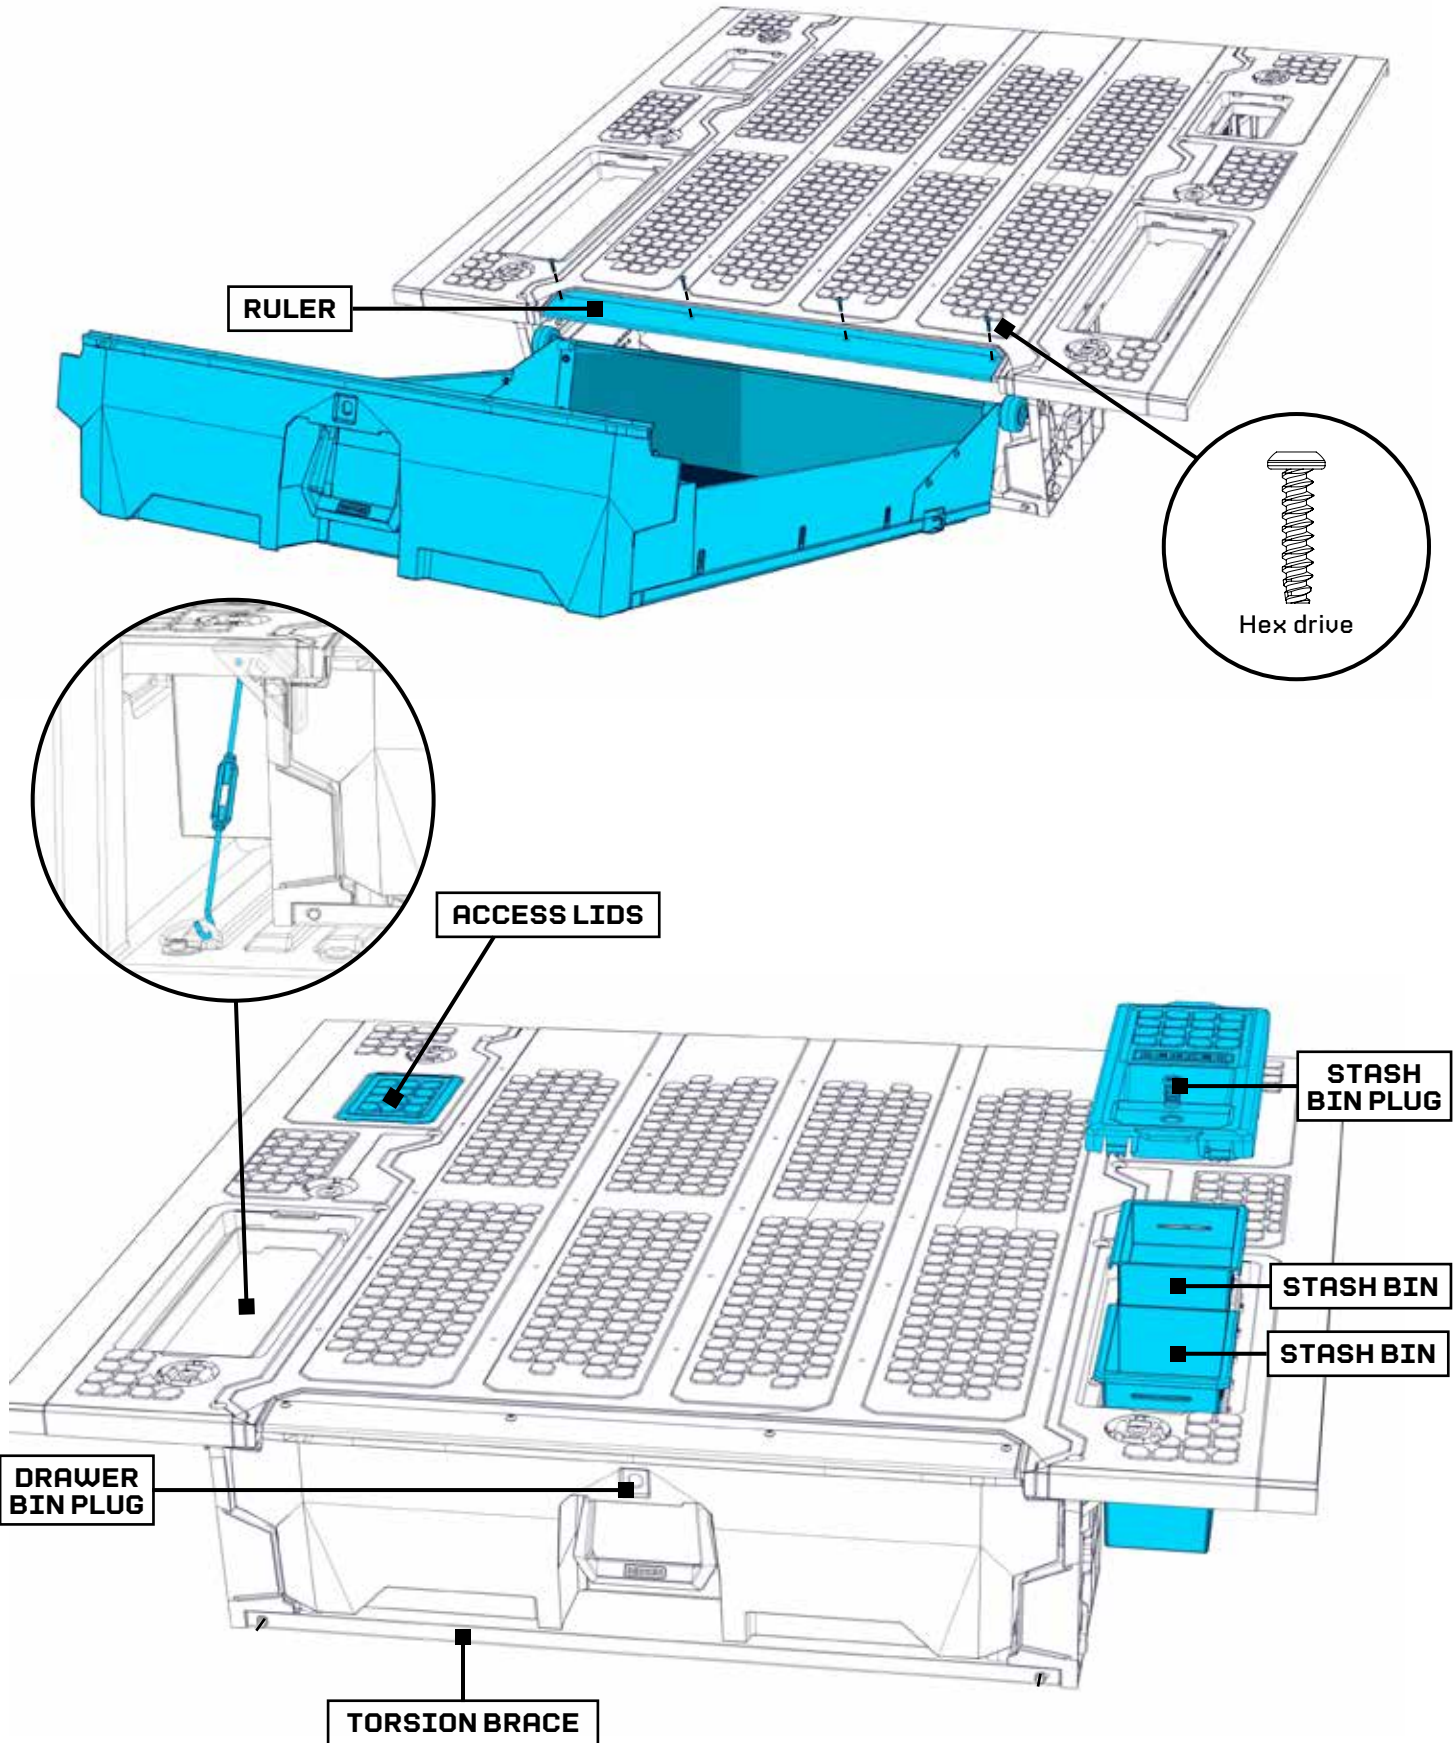 RULER
Hex drive
ACCESS LIDS
STASH
BIN PLUG
STASH BIN
STASH BIN
DRAWER
BIN PLUG
TORSION BRACE